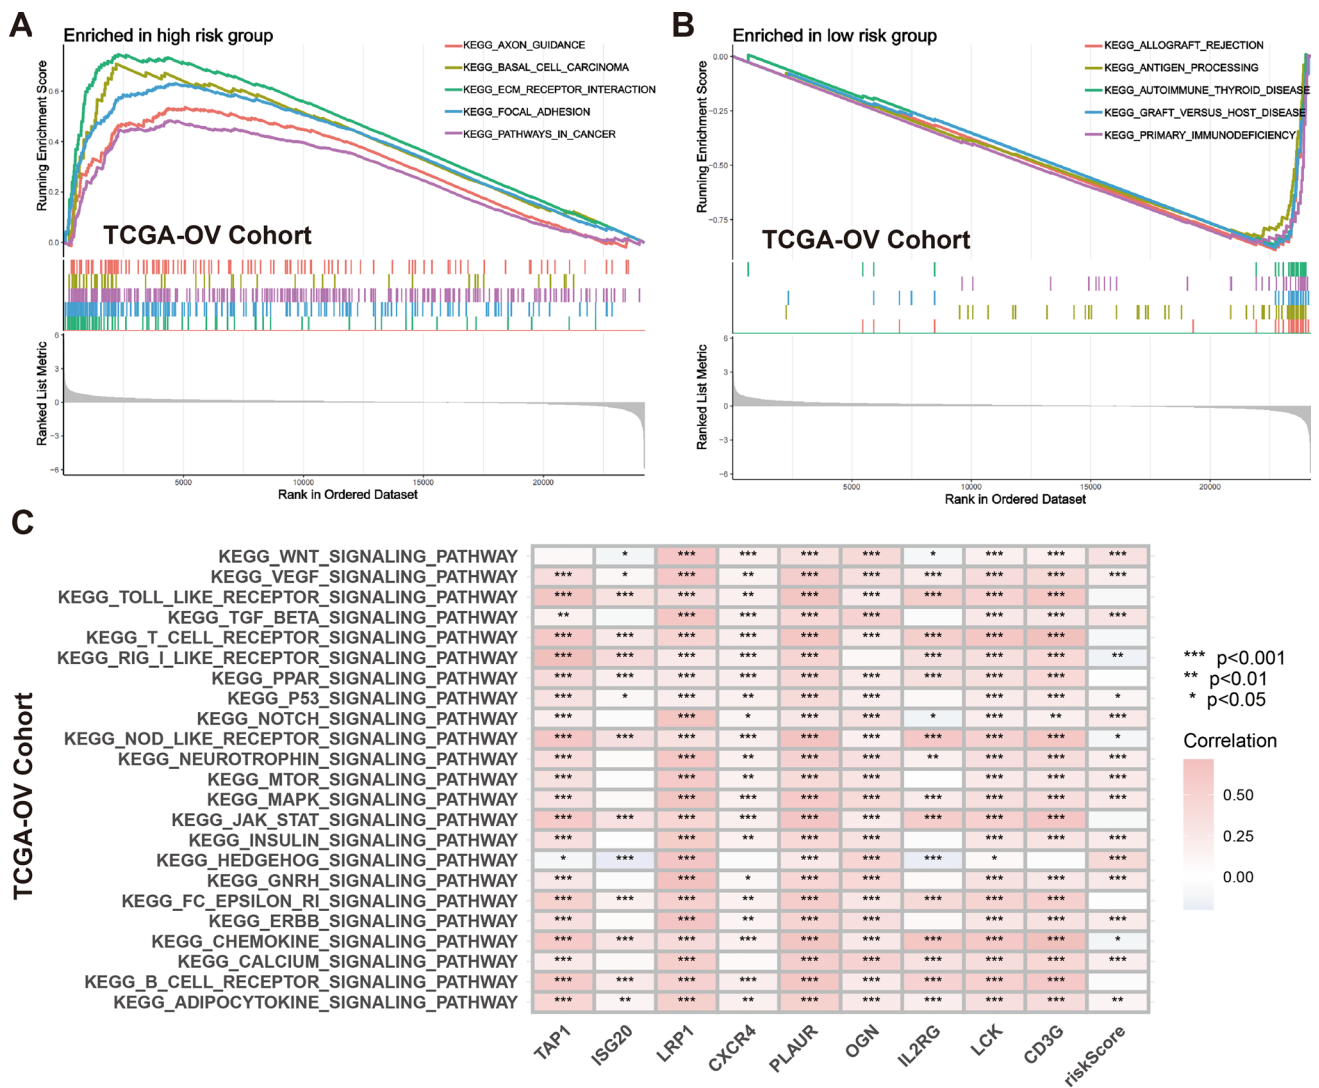 A
Enriched in high risk group
KEGG_AXON_GUIDANCE
KEGG_BASAL_CELL_CARCINOMA
KEGG_ECM_RECEPTOR_INTERACTION
KEGG_FOCAL_ADHESION
KEGG_PATHWAYS_IN_CANCER
Running Enrichment Score
0.6
0.4
0.2
0.0
TCGA-OV Cohort
Ranked List Metric
6
3
0
−3
−6
5000 10000 15000 20000
Rank in Ordered Dataset
B
Enriched in low risk group
KEGG_ALLOGRAFT_REJECTION
KEGG_ANTIGEN_PROCESSING
KEGG_AUTOIMMUNE_THYROID_DISEASE
KEGG_GRAFT_VERSUS_HOST_DISEASE
KEGG_PRIMARY_IMMUNODEFICIENCY
Running Enrichment Score
0.00
−0.25
−0.50
−0.75
TCGA-OV Cohort
Ranked List Metric
6
3
0
−3
−6
5000 10000 15000 20000
Rank in Ordered Dataset
C
TCGA-OV Cohort
KEGG_WNT_SIGNALING_PATHWAY * *** *** *** *** * *** *** ***
KEGG_VEGF_SIGNALING_PATHWAY *** * *** ** *** *** *** *** *** ***
KEGG_TOLL_LIKE_RECEPTOR_SIGNALING_PATHWAY *** *** *** ** *** *** *** *** ***
KEGG_TGF_BETA_SIGNALING_PATHWAY ** *** *** *** *** *** *** ***
KEGG_T_CELL_RECEPTOR_SIGNALING_PATHWAY *** *** *** *** *** *** *** *** ***
KEGG_RIG_I_LIKE_RECEPTOR_SIGNALING_PATHWAY *** *** *** *** *** *** *** *** **
KEGG_PPAR_SIGNALING_PATHWAY *** *** *** *** *** *** *** *** ***
KEGG_P53_SIGNALING_PATHWAY *** * *** ** *** *** *** *** *
KEGG_NOTCH_SIGNALING_PATHWAY *** *** * *** *** * *** ** ***
KEGG_NOD_LIKE_RECEPTOR_SIGNALING_PATHWAY *** *** *** *** *** *** *** *** *** *
KEGG_NEUROTROPHIN_SIGNALING_PATHWAY *** *** ** *** *** ** *** *** ***
KEGG_MTOR_SIGNALING_PATHWAY *** *** ** *** *** *** *** ***
KEGG_MAPK_SIGNALING_PATHWAY *** *** *** *** *** *** *** *** ***
KEGG_JAK_STAT_SIGNALING_PATHWAY *** *** *** *** *** *** *** *** ***
KEGG_INSULIN_SIGNALING_PATHWAY *** *** ** *** *** *** *** ***
KEGG_HEDGEHOG_SIGNALING_PATHWAY * *** *** *** *** *** * ***
KEGG_GNRH_SIGNALING_PATHWAY *** *** * *** *** *** *** ***
KEGG_FC_EPSILON_RI_SIGNALING_PATHWAY *** *** *** ** *** *** *** *** ***
KEGG_ERBB_SIGNALING_PATHWAY *** *** ** *** *** *** *** ***
KEGG_CHEMOKINE_SIGNALING_PATHWAY *** *** *** *** *** *** *** *** *** *
KEGG_CALCIUM_SIGNALING_PATHWAY *** *** *** *** *** *** *** ***
KEGG_B_CELL_RECEPTOR_SIGNALING_PATHWAY *** *** *** *** *** *** *** *** ***
KEGG_ADIPOCYTOKINE_SIGNALING_PATHWAY *** ** *** ** *** *** *** *** *** **
TAP1 ISG20 LRP1 CXCR4 PLAUR OGN IL2RG LCK CD3G riskScore
*** p<0.001
** p<0.01
* p<0.05
Correlation
0.50
0.25
0.00